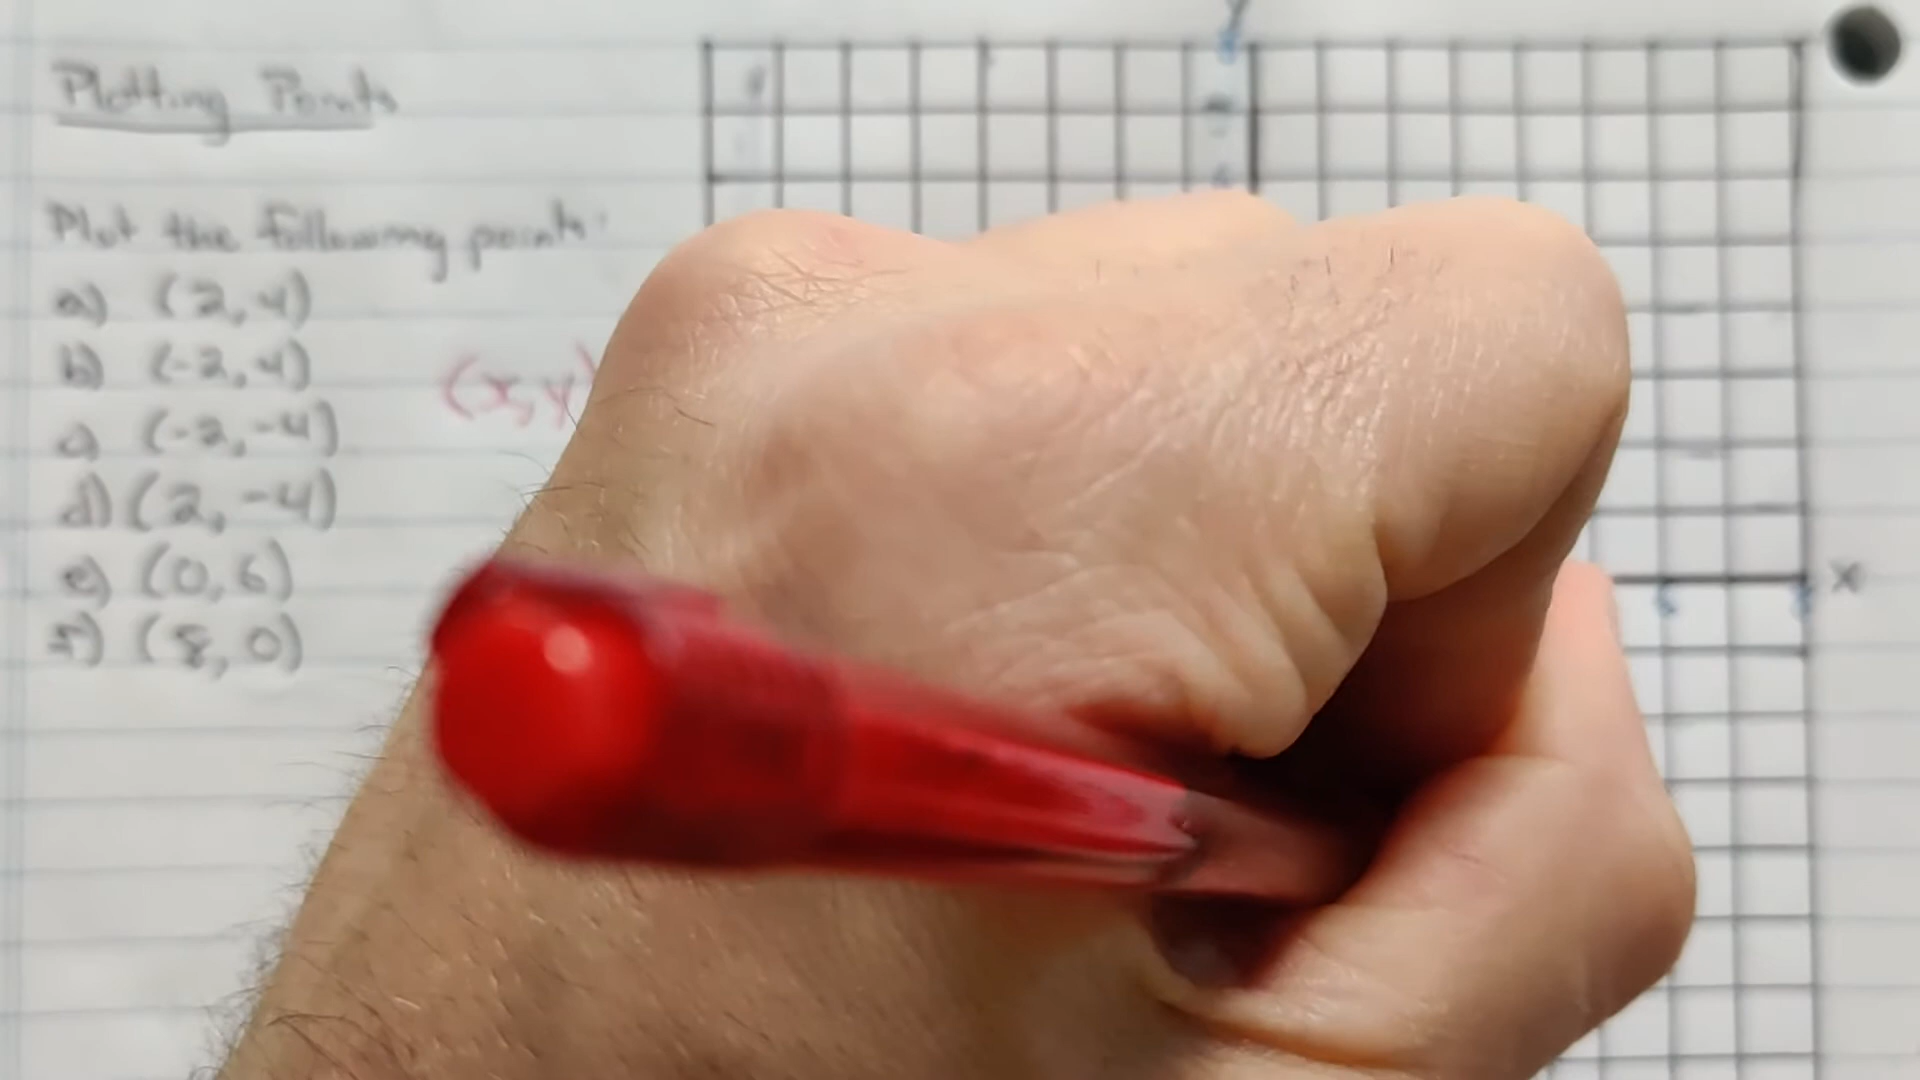 Plotting Points
Plot the following points:
a) (2,4)
b) (-2,4)
(x,y)
c) (-2,-4)
d) (2,-4)
e) (0,6)
f) (8,0)
y
x